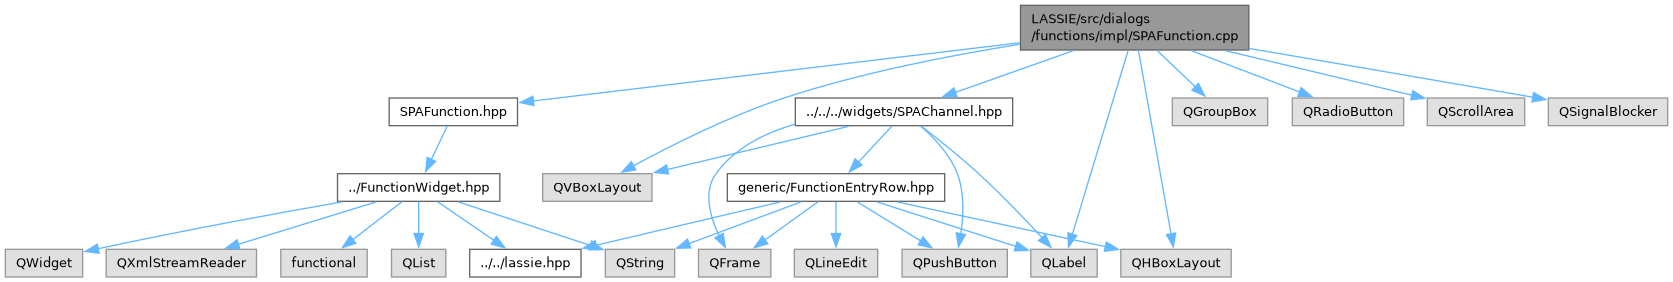 LASSIE/src/dialogs
/functions/impl/SPAFunction.cpp
SPAFunction.hpp
../../../widgets/SPAChannel.hpp
QGroupBox
QRadioButton
QScrollArea
QSignalBlocker
../FunctionWidget.hpp
QVBoxLayout
generic/FunctionEntryRow.hpp
QWidget
QXmlStreamReader
functional
QList
../../lassie.hpp
QString
QFrame
QLineEdit
QPushButton
QLabel
QHBoxLayout